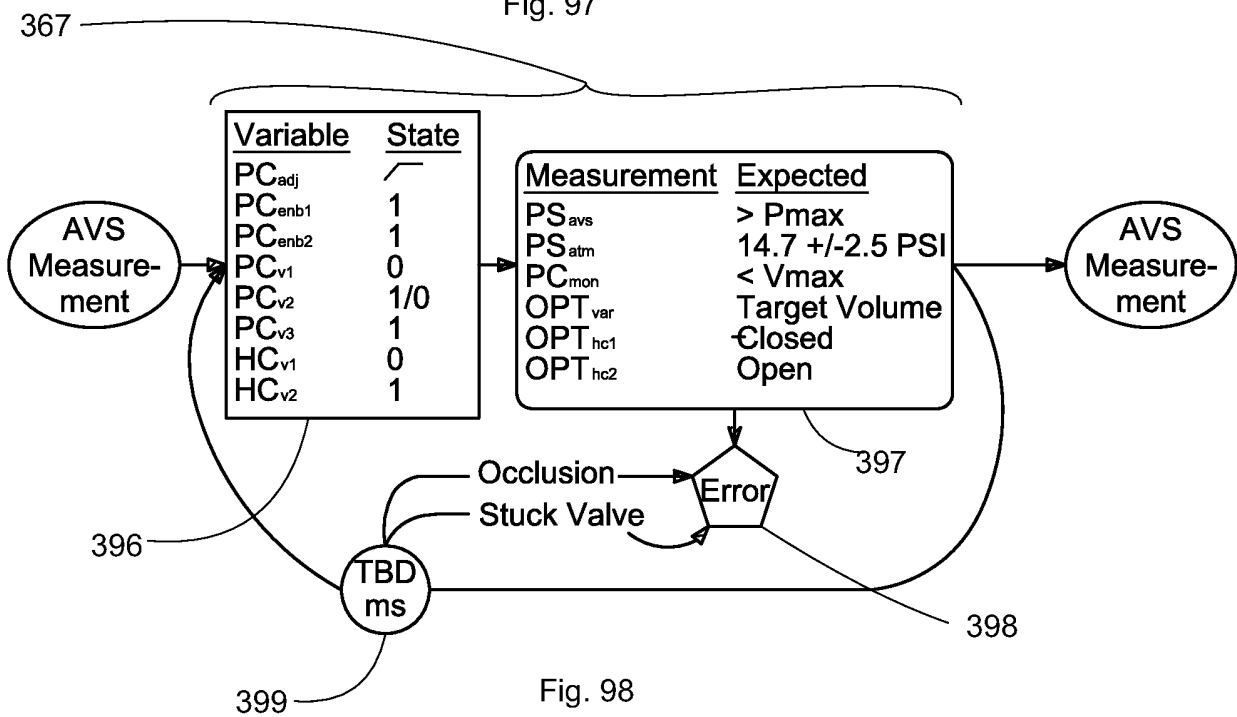 Fig. 97
367
Variable State
PCadj
PCenb1 1
PCenb2 1
PCv1 0
PCv2 1/0
PCv3 1
HCv1 0
HCv2 1
Measurement Expected
PSavs > Pmax
PSatm 14.7 +/-2.5 PSI
PCmon < Vmax
OPTvar Target Volume
OPThc1 Closed
OPThc2 Open
AVS
Measure-
ment
AVS
Measure-
ment
Occlusion
Stuck Valve
Error
397
396
TBD
ms
398
399
Fig. 98